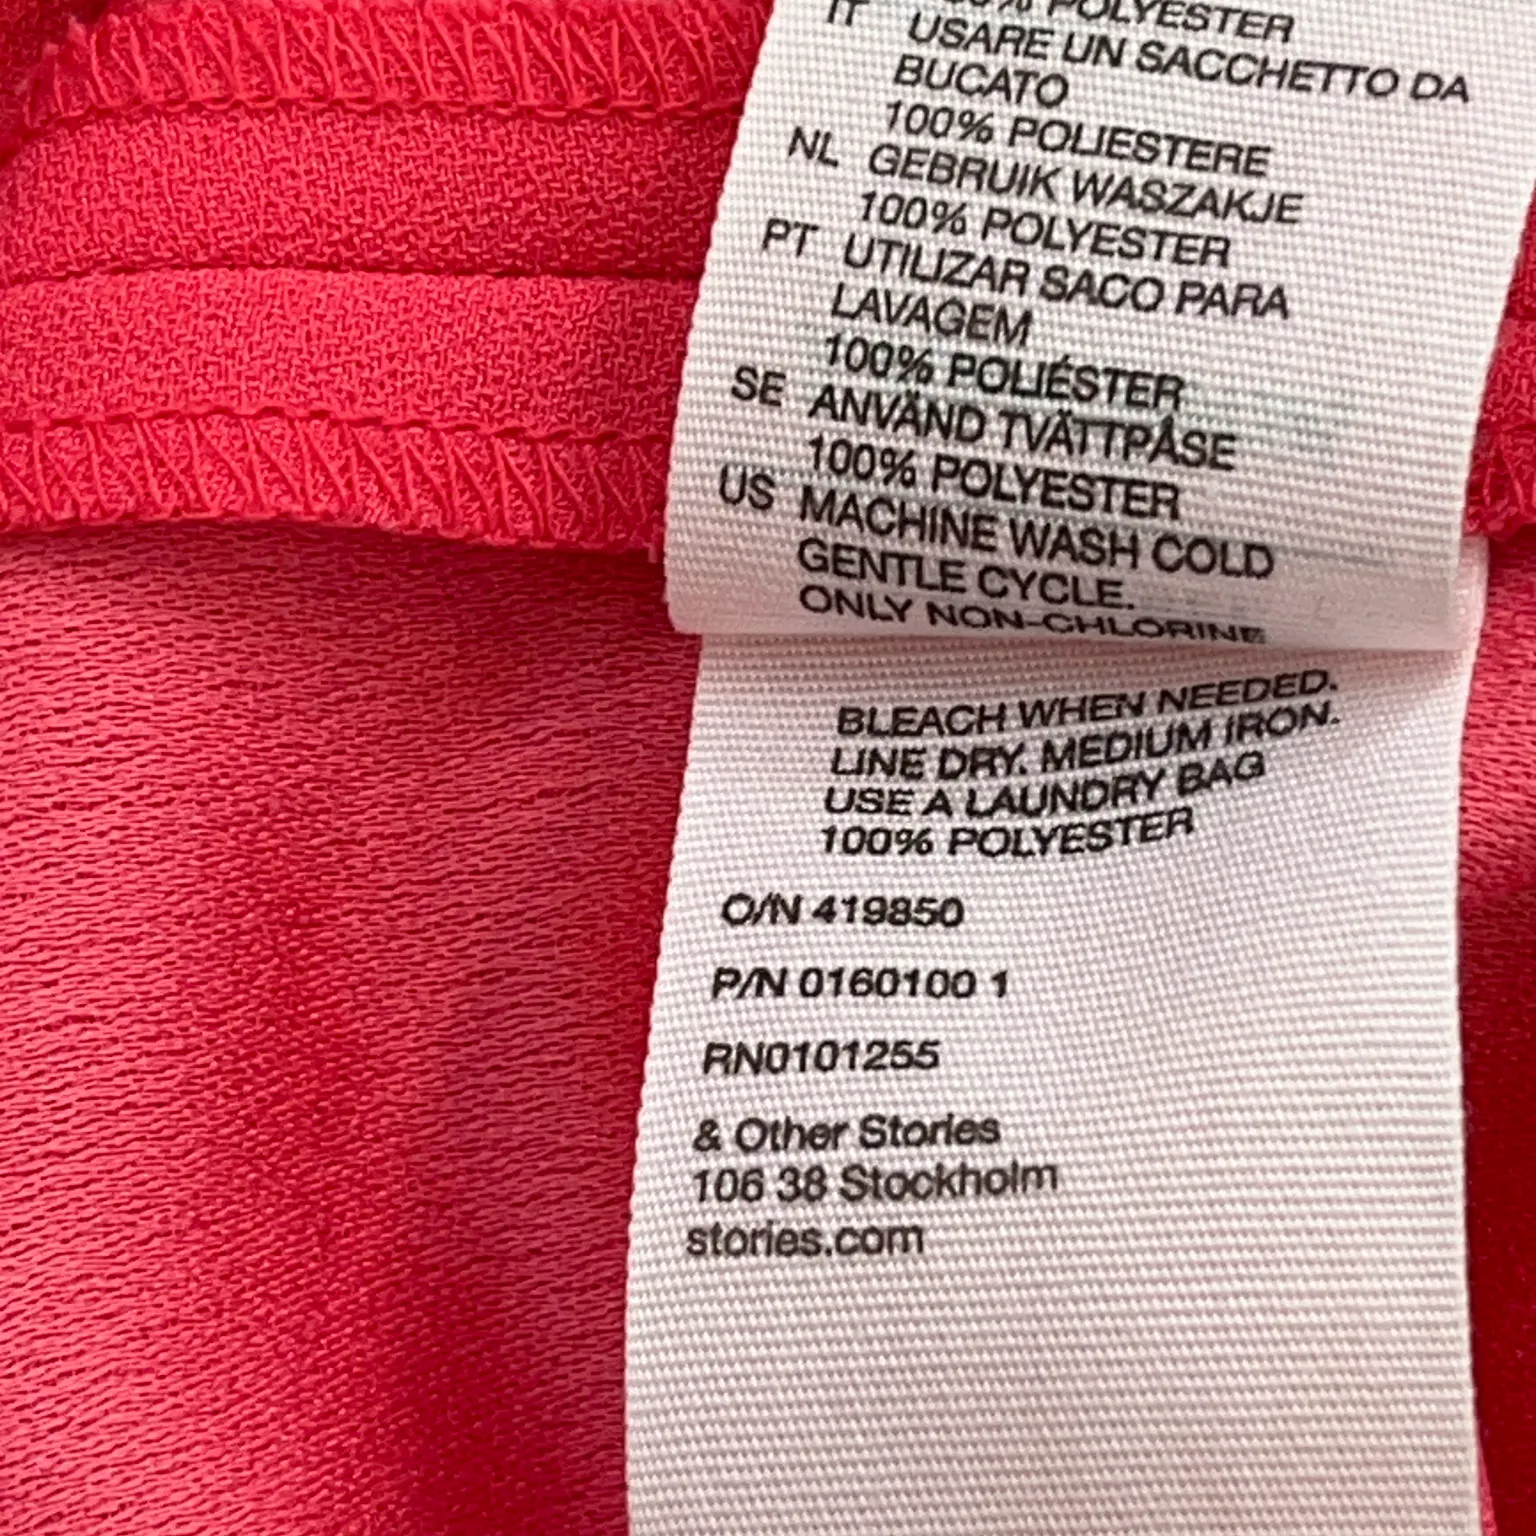 POLYESTER
IT USARE UN SACCHETTO DA
BUCATO
100% POLIESTERE
NL GEBRUIK WASZAKJE
100% POLYESTER
PT UTILIZAR SACO PARA
LAVAGEM
100% POLIÉSTER
SE ANVÄND TVÄTTPÅSE
100% POLYESTER
US MACHINE WASH COLD
GENTLE CYCLE.
ONLY NON-CHLORINE
BLEACH WHEN NEEDED.
LINE DRY. MEDIUM IRON.
USE A LAUNDRY BAG
100% POLYESTER
O/N 419850
P/N 0160100 1
RN0101255
& Other Stories
106 38 Stockholm
stories.com